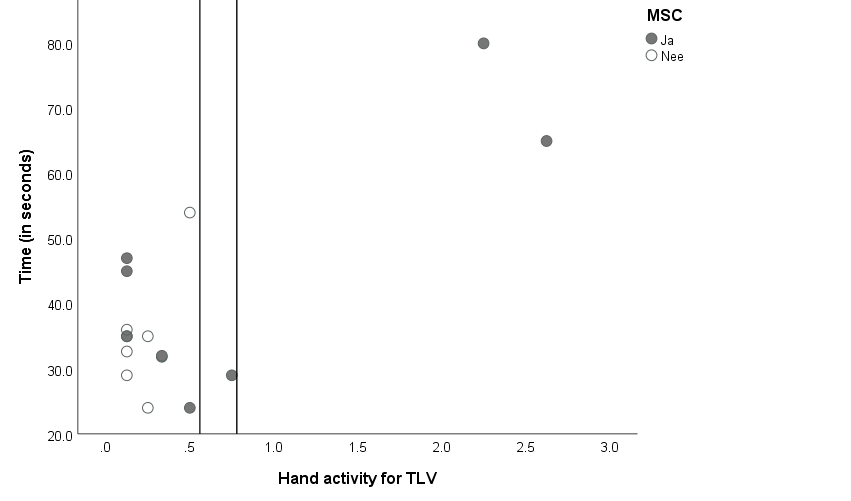 MSC
Ja
Nee
Time (in seconds)
80.0
70.0
60.0
50.0
40.0
30.0
20.0
.0 .5 1.0 1.5 2.0 2.5 3.0
Hand activity for TLV